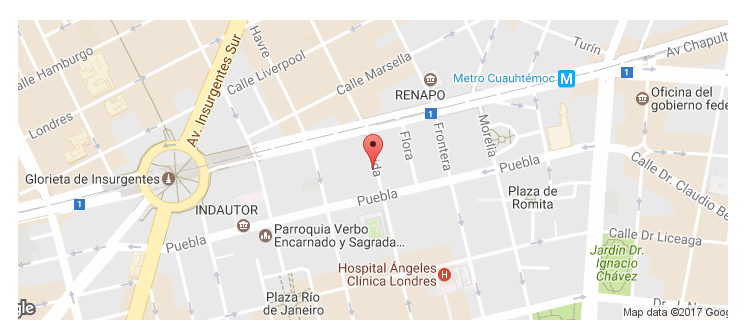 Turín
Av Chapult
Havre
Calle Hamburgo
Av. Insurgentes Sur
Calle Liverpool
Calle Marsella
Metro Cuauhtémoc M
1
RENAPO
Oficina del
gobierno fede
Londres
1
Flora
Frontera
Morelia
Puebla
Calle Dr. Claudio Be
Glorieta de Insurgentes
1
ida
Puebla
Plaza de
Romita
INDAUTOR
Parroquia Verbo
Encarnado y Sagrada...
Puebla
Calle Dr Liceaga
Jardín Dr.
Ignacio
Chávez
Hospital Ángeles
Clínica Londres
H
Plaza Río
de Janeiro
gle
Map data ©2017 Goog